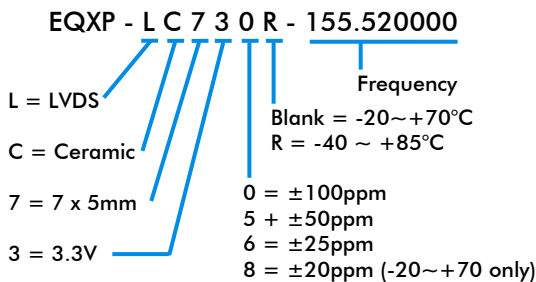 EQXP - L C 7 3 0 R - 155.520000
Frequency
L = LVDS
Blank = -20~+70°C
R = -40 ~ +85°C
C = Ceramic
7 = 7 x 5mm
0 = ±100ppm
5 + ±50ppm
6 = ±25ppm
3 = 3.3V
8 = ±20ppm (-20~+70 only)